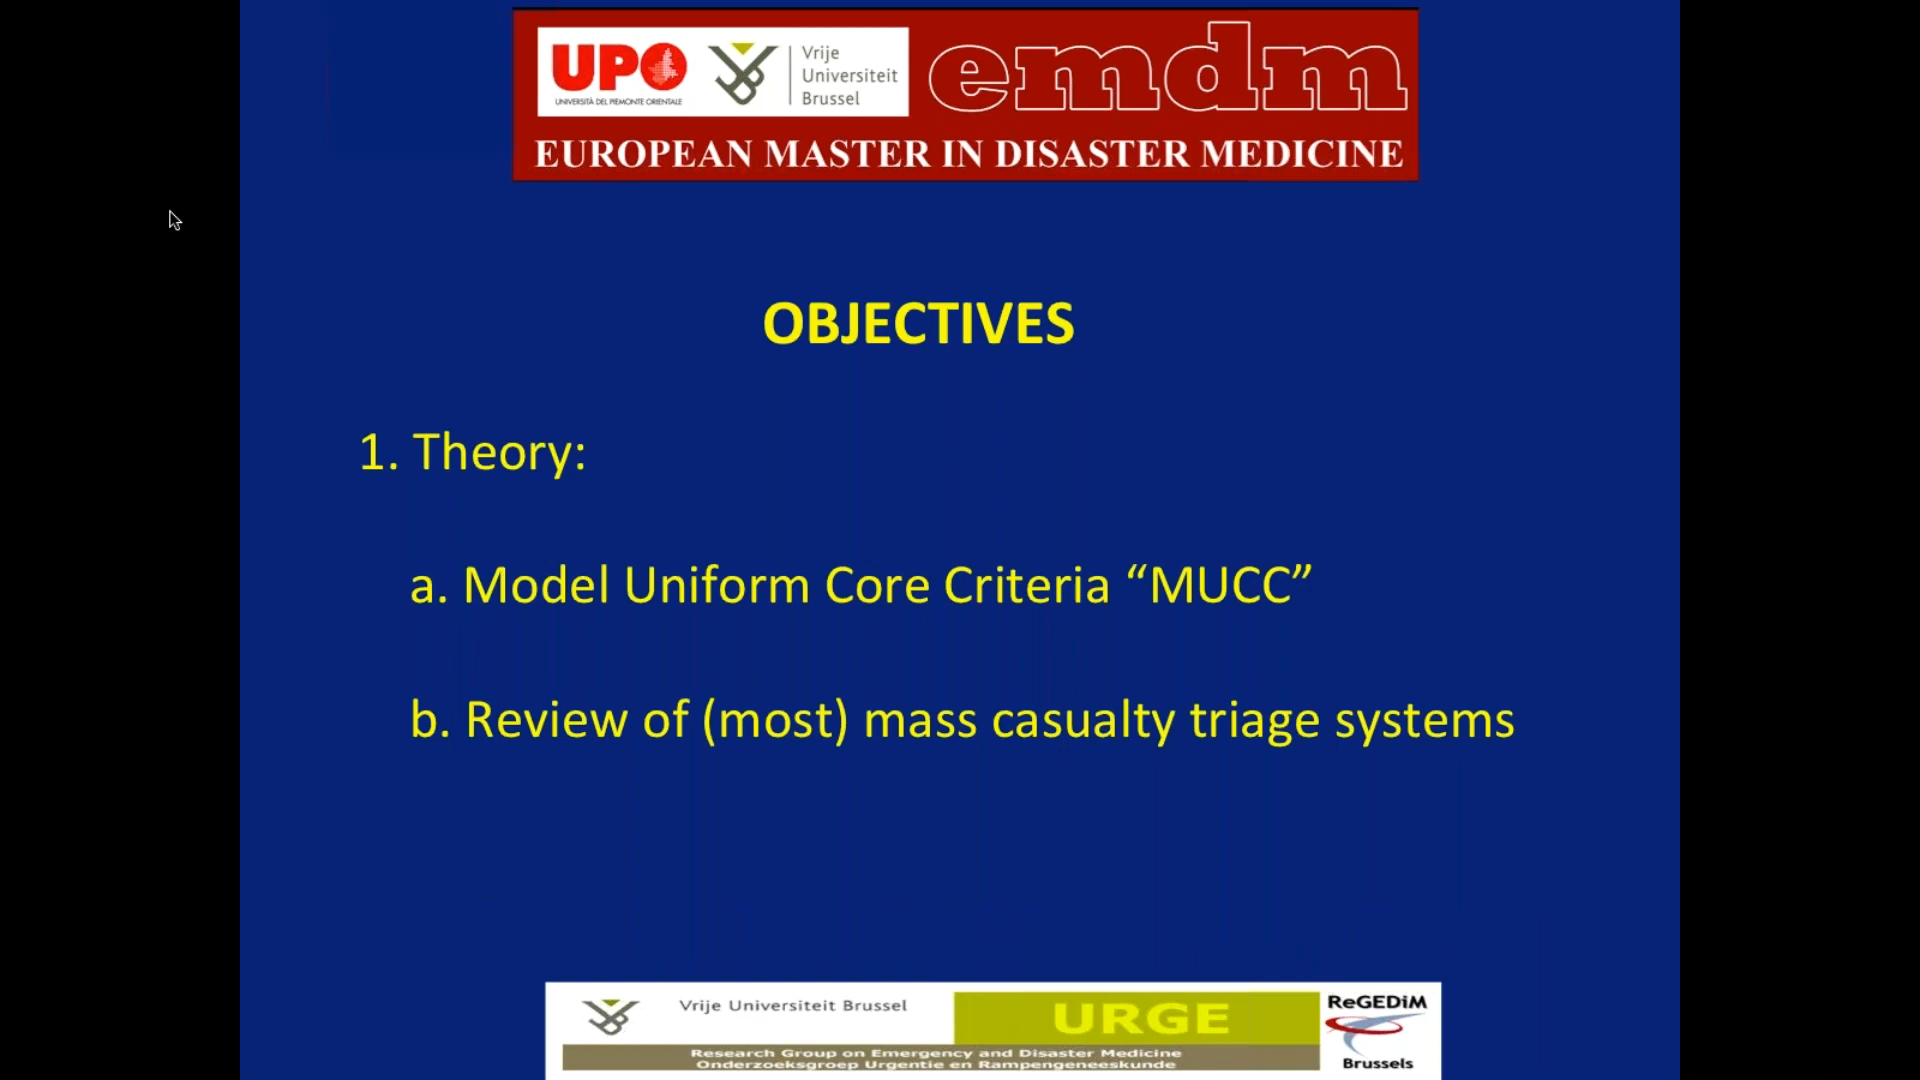 UPO
UNIVERSITÀ DEL PIEMONTE ORIENTALE
Vrije
Universiteit
Brussel
emdm
EUROPEAN MASTER IN DISASTER MEDICINE
OBJECTIVES
1. Theory:
a. Model Uniform Core Criteria “MUCC”
b. Review of (most) mass casualty triage systems
Vrije Universiteit Brussel
URGE
Research Group on Emergency and Disaster Medicine
Onderzoeksgroep Urgentie en Rampengeneeskunde
ReGEDiM
Brussels